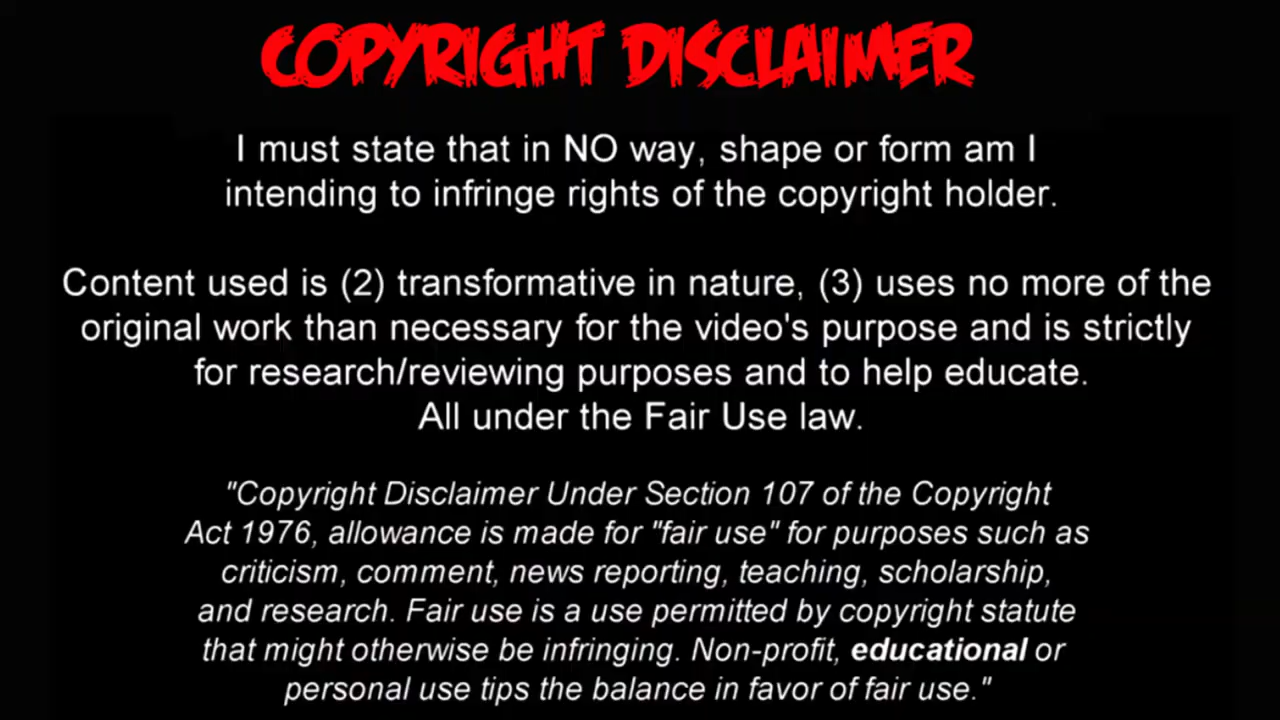 COPYRIGHT DISCLAIMER
I must state that in NO way, shape or form am I
intending to infringe rights of the copyright holder.
Content used is (2) transformative in nature, (3) uses no more of the
original work than necessary for the video's purpose and is strictly
for research/reviewing purposes and to help educate.
All under the Fair Use law.
"Copyright Disclaimer Under Section 107 of the Copyright
Act 1976, allowance is made for "fair use" for purposes such as
criticism, comment, news reporting, teaching, scholarship,
and research. Fair use is a use permitted by copyright statute
that might otherwise be infringing. Non-profit, educational or
personal use tips the balance in favor of fair use."